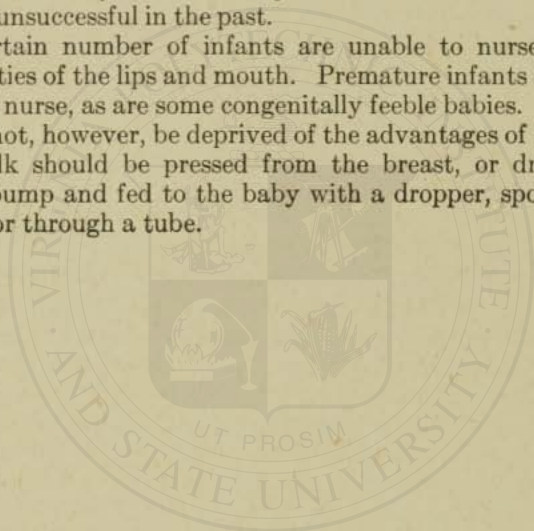 unsuccessful in the past.
rtain number of infants are unable to nurse
ties of the lips and mouth. Premature infants
nurse, as are some congenitally feeble babies.
not, however, be deprived of the advantages of
lk should be pressed from the breast, or dr
pump and fed to the baby with a dropper, spo
or through a tube.
VIR
TUTE
AND STATE UNIVERSITY
UT PROSIM